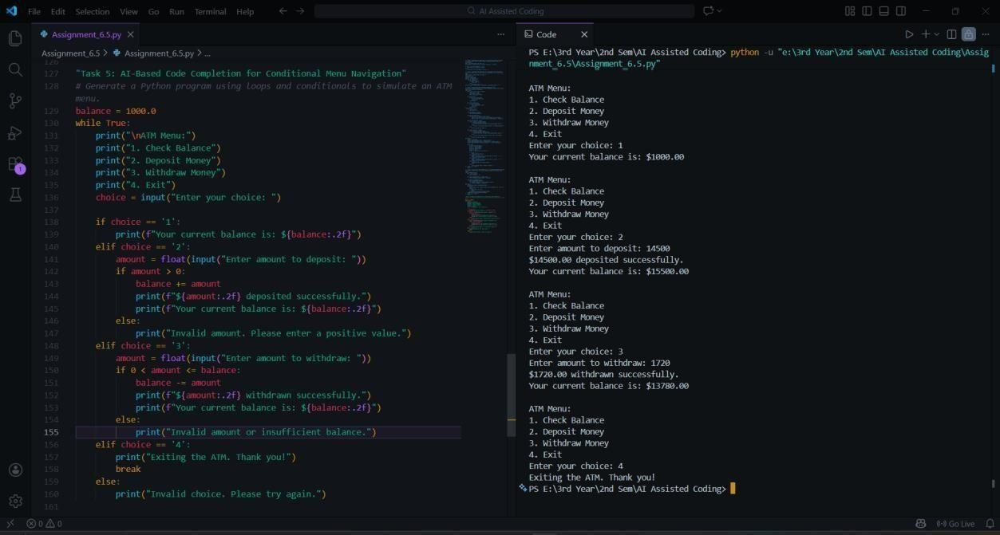 File Edit Selection View Go Run Terminal Help
AI Assisted Coding
Assignment_6.5.py
Assignment_6.5 > Assignment_6.5.py > ...
126
127 "Task 5: AI-Based Code Completion for Conditional Menu Navigation"
128 # Generate a Python program using loops and conditionals to simulate an ATM
menu.
129 balance = 1000.0
130 while True:
131     print("\nATM Menu:")
132     print("1. Check Balance")
133     print("2. Deposit Money")
134     print("3. Withdraw Money")
135     print("4. Exit")
136     choice = input("Enter your choice: ")
137
138     if choice == '1':
139         print(f"Your current balance is: ${balance:.2f}")
140     elif choice == '2':
141         amount = float(input("Enter amount to deposit: "))
142         if amount > 0:
143             balance += amount
144             print(f"${amount:.2f} deposited successfully.")
145             print(f"Your current balance is: ${balance:.2f}")
146         else:
147             print("Invalid amount. Please enter a positive value.")
148     elif choice == '3':
149         amount = float(input("Enter amount to withdraw: "))
150         if 0 < amount <= balance:
151             balance -= amount
152             print(f"${amount:.2f} withdrawn successfully.")
153             print(f"Your current balance is: ${balance:.2f}")
154         else:
155             print("Invalid amount or insufficient balance.")
156     elif choice == '4':
157         print("Exiting the ATM. Thank you!")
158         break
159     else:
160         print("Invalid choice. Please try again.")
161
Code
PS E:\3rd Year\2nd Sem\AI Assisted Coding> python -u "e:\3rd Year\2nd Sem\AI Assisted Coding\Assig
nment_6.5\Assignment_6.5.py"
ATM Menu:
1. Check Balance
2. Deposit Money
3. Withdraw Money
4. Exit
Enter your choice: 1
Your current balance is: $1000.00
ATM Menu:
1. Check Balance
2. Deposit Money
3. Withdraw Money
4. Exit
Enter your choice: 2
Enter amount to deposit: 14500
$14500.00 deposited successfully.
Your current balance is: $15500.00
ATM Menu:
1. Check Balance
2. Deposit Money
3. Withdraw Money
4. Exit
Enter your choice: 3
Enter amount to withdraw: 1720
$1720.00 withdrawn successfully.
Your current balance is: $13780.00
ATM Menu:
1. Check Balance
2. Deposit Money
3. Withdraw Money
4. Exit
Enter your choice: 4
Exiting the ATM. Thank you!
PS E:\3rd Year\2nd Sem\AI Assisted Coding>
1
0 0
Go Live